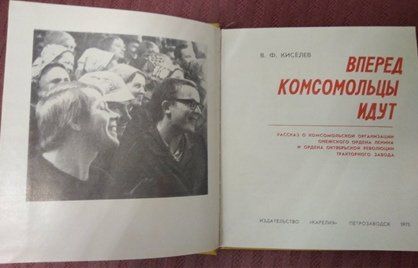 В. Ф. КИСЕЛЕВ
ВПЕРЕД
КОМСОМОЛЬЦЫ
ИДУТ
РАССКАЗ О КОМСОМОЛЬСКОЙ ОРГАНИЗАЦИИ
ОНЕЖСКОГО ОРДЕНА ЛЕНИНА
И ОРДЕНА ОКТЯБРЬСКОЙ РЕВОЛЮЦИИ
ТРАКТОРНОГО ЗАВОДА
ИЗДАТЕЛЬСТВО «КАРЕЛИЯ» ПЕТРОЗАВОДСК 1975